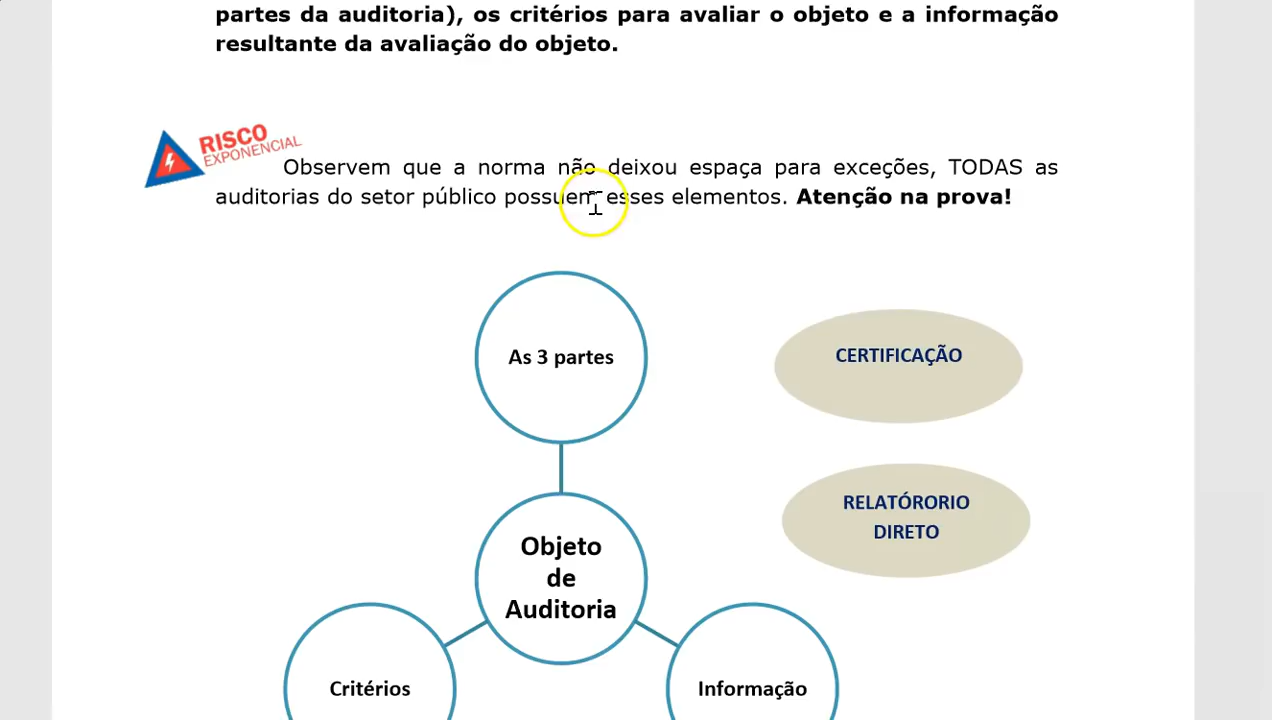 partes da auditoria), os critérios para avaliar o objeto e a informação
resultante da avaliação do objeto.
RISCO
EXPONENCIAL
Observem que a norma não deixou espaça para exceções, TODAS as
auditorias do setor público possuem esses elementos. Atenção na prova!
As 3 partes
CERTIFICAÇÃO
RELATÓRORIO
DIRETO
Objeto
de
Auditoria
Critérios
Informação